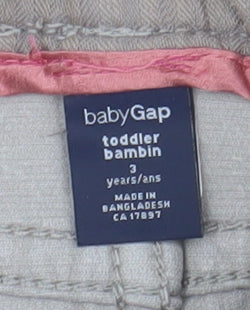 babyGap
toddler
bambin
3
years/ans
MADE IN
BANGLADESH
CA 17897